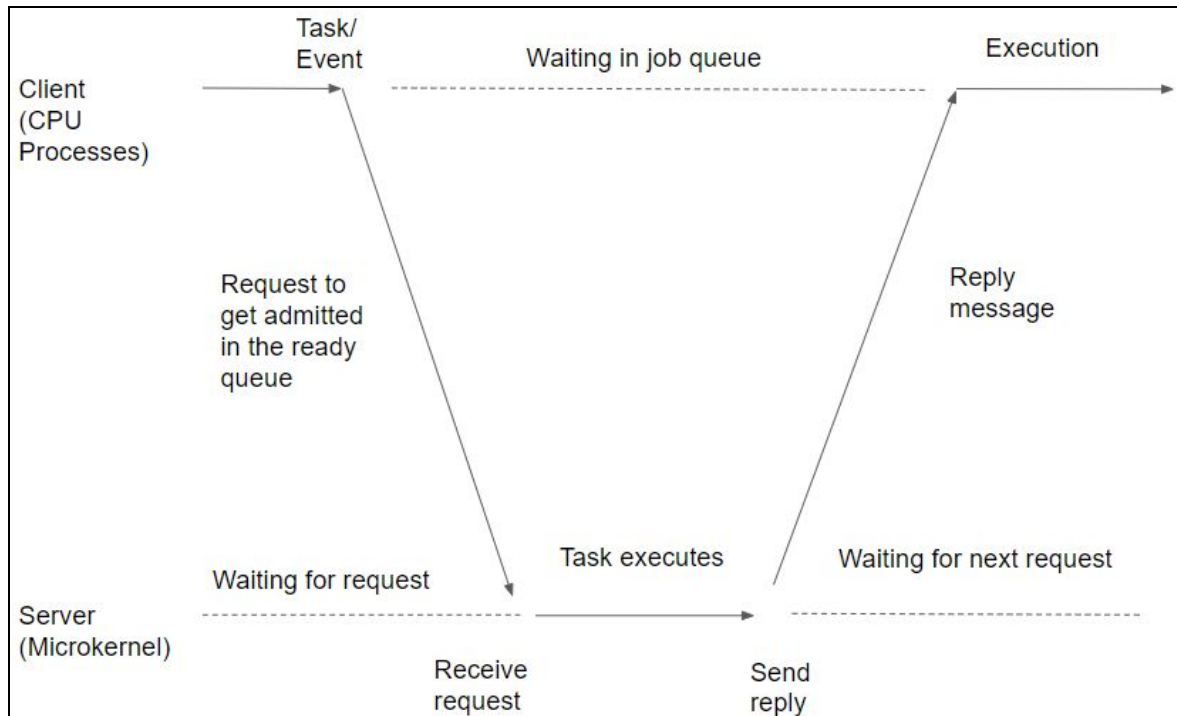 Task/
Event
Waiting in job queue
Execution
Client
(CPU
Processes)
Request to
get admitted
in the ready
queue
Reply
message
Task executes
Waiting for next request
Waiting for request
Server
(Microkernel)
Receive
request
Send
reply